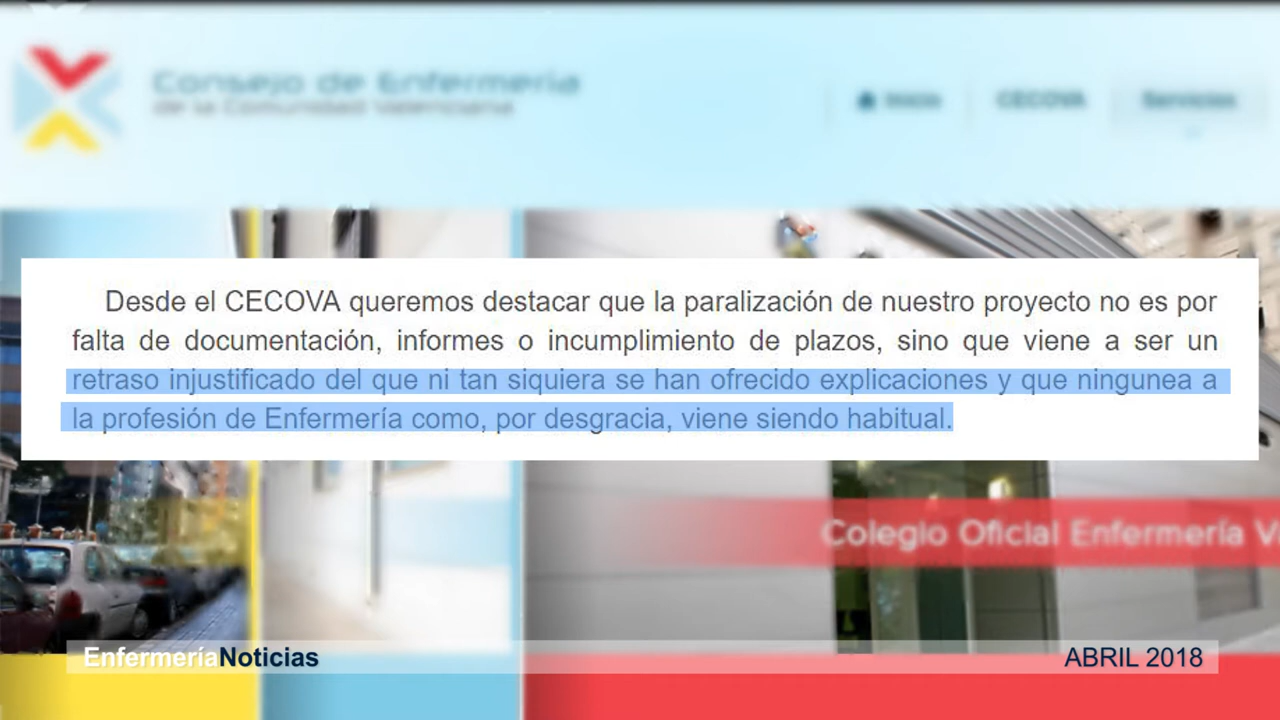 Consejo de Enfermería
de la Comunidad Valenciana
Inicio
CECOVA
Servicios
Desde el CECOVA queremos destacar que la paralización de nuestro proyecto no es por
falta de documentación, informes o incumplimiento de plazos, sino que viene a ser un
retraso injustificado del que ni tan siquiera se han ofrecido explicaciones y que ningunea a
la profesión de Enfermería como, por desgracia, viene siendo habitual.
Colegio Oficial Enfermería
EnfermeríaNoticias
ABRIL 2018